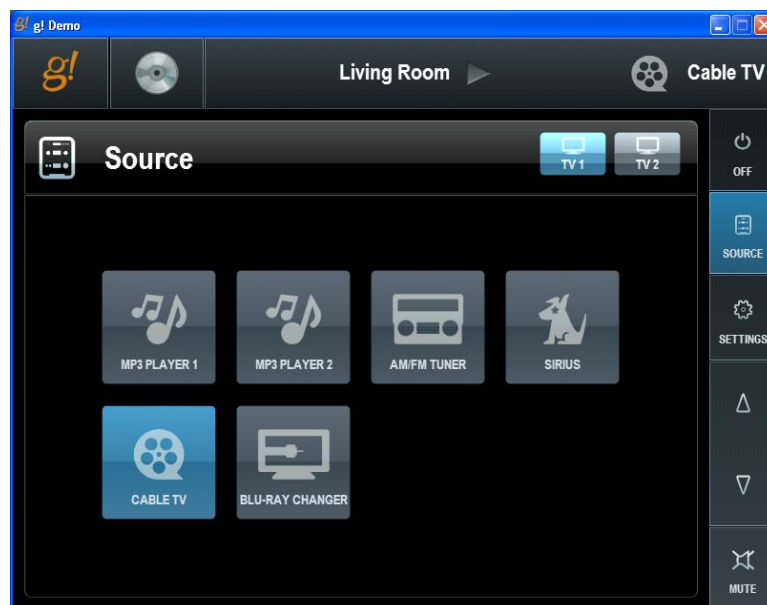 g! g! Demo
g!
Living Room
Cable TV
Source
TV 1
TV 2
OFF
SOURCE
SETTINGS
MUTE
MP3 PLAYER 1
MP3 PLAYER 2
AM/FM TUNER
SIRIUS
CABLE TV
BLU-RAY CHANGER